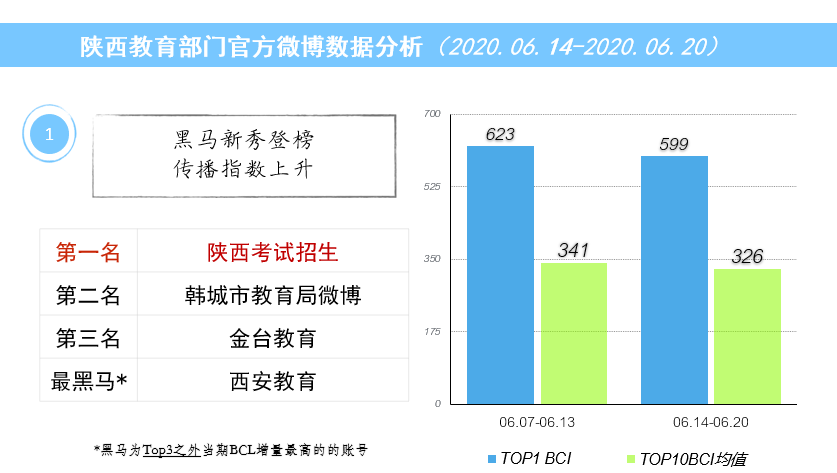 陕西教育部门官方微博数据分析（2020.06.14-2020.06.20）
1
黑马新秀登榜
传播指数上升
第一名 陕西考试招生
第二名 韩城市教育局微博
第三名 金台教育
最黑马* 西安教育
*黑马为Top3之外当期BCL增量最高的的账号
700
525
350
175
0
623
341
599
326
06.07-06.13
06.14-06.20
TOP1 BCI
TOP10BCI均值